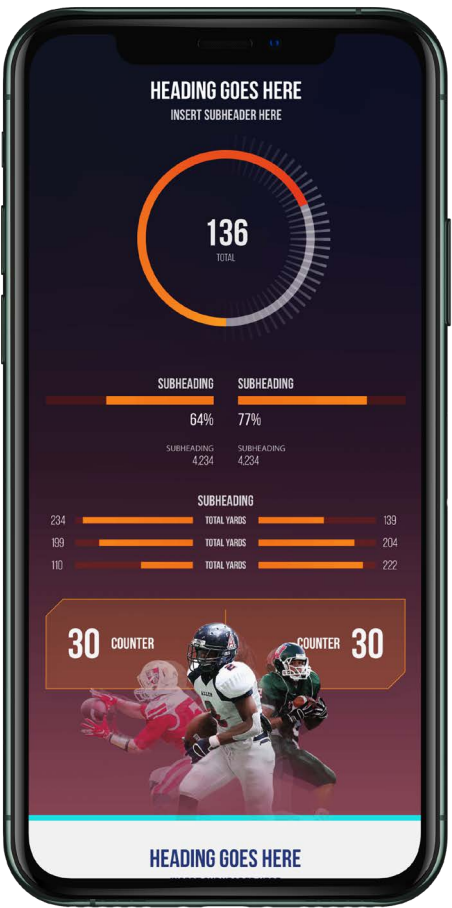 HEADING GOES HERE
INSERT SUBHEADER HERE
136
TOTAL
SUBHEADING SUBHEADING
64% 77%
SUBHEADING SUBHEADING
4,234 4,234
SUBHEADING
234 TOTAL YARDS 139
199 TOTAL YARDS 204
110 TOTAL YARDS 222
30 COUNTER COUNTER 30
HEADING GOES HERE